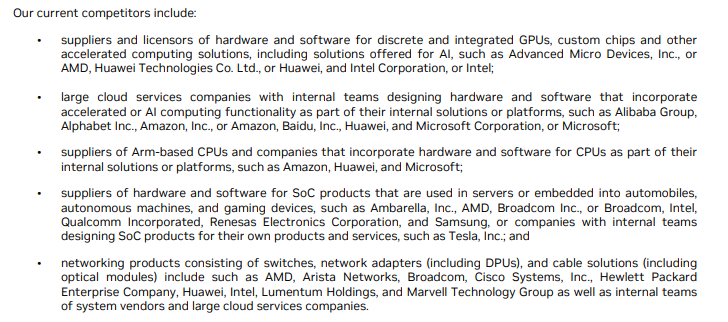 Our current competitors include:
• suppliers and licensors of hardware and software for discrete and integrated GPUs, custom chips and other
accelerated computing solutions, including solutions offered for AI, such as Advanced Micro Devices, Inc., or
AMD, Huawei Technologies Co. Ltd., or Huawei, and Intel Corporation, or Intel;
• large cloud services companies with internal teams designing hardware and software that incorporate
accelerated or AI computing functionality as part of their internal solutions or platforms, such as Alibaba Group,
Alphabet Inc., Amazon, Inc., or Amazon, Baidu, Inc., Huawei, and Microsoft Corporation, or Microsoft;
• suppliers of Arm-based CPUs and companies that incorporate hardware and software for CPUs as part of their
internal solutions or platforms, such as Amazon, Huawei, and Microsoft;
• suppliers of hardware and software for SoC products that are used in servers or embedded into automobiles,
autonomous machines, and gaming devices, such as Ambarella, Inc., AMD, Broadcom Inc., or Broadcom, Intel,
Qualcomm Incorporated, Renesas Electronics Corporation, and Samsung, or companies with internal teams
designing SoC products for their own products and services, such as Tesla, Inc.; and
• networking products consisting of switches, network adapters (including DPUs), and cable solutions (including
optical modules) include such as AMD, Arista Networks, Broadcom, Cisco Systems, Inc., Hewlett Packard
Enterprise Company, Huawei, Intel, Lumentum Holdings, and Marvell Technology Group as well as internal teams
of system vendors and large cloud services companies.